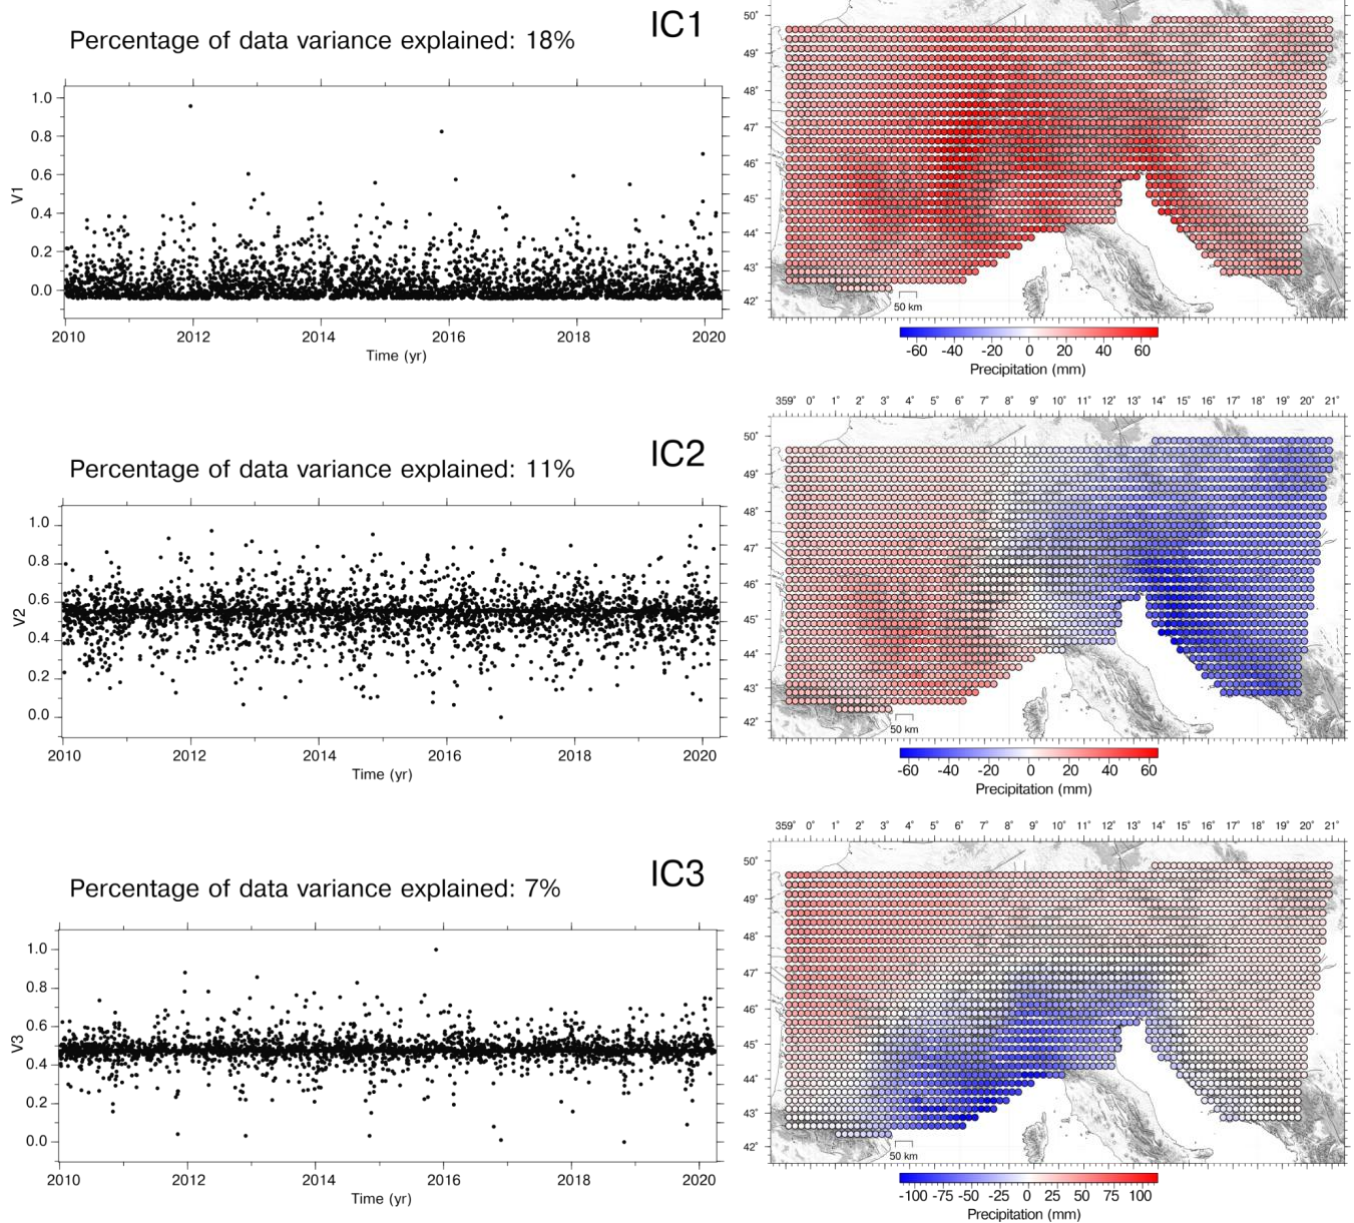 IC1
Percentage of data variance explained: 18%
1.0
0.8
0.6
0.4
0.2
0.0
V1
2010 2012 2014 2016 2018 2020
Time (yr)
50°
49°
48°
47°
46°
45°
44°
43°
42°
50 km
-60 -40 -20 0 20 40 60
Precipitation (mm)
IC2
Percentage of data variance explained: 11%
1.0
0.8
0.6
0.4
0.2
0.0
V2
2010 2012 2014 2016 2018 2020
Time (yr)
359° 0° 1° 2° 3° 4° 5° 6° 7° 8° 9° 10° 11° 12° 13° 14° 15° 16° 17° 18° 19° 20° 21°
50°
49°
48°
47°
46°
45°
44°
43°
42°
50 km
-60 -40 -20 0 20 40 60
Precipitation (mm)
IC3
Percentage of data variance explained: 7%
1.0
0.8
0.6
0.4
0.2
0.0
V3
2010 2012 2014 2016 2018 2020
Time (yr)
359° 0° 1° 2° 3° 4° 5° 6° 7° 8° 9° 10° 11° 12° 13° 14° 15° 16° 17° 18° 19° 20° 21°
50°
49°
48°
47°
46°
45°
44°
43°
42°
50 km
-100 -75 -50 -25 0 25 50 75 100
Precipitation (mm)